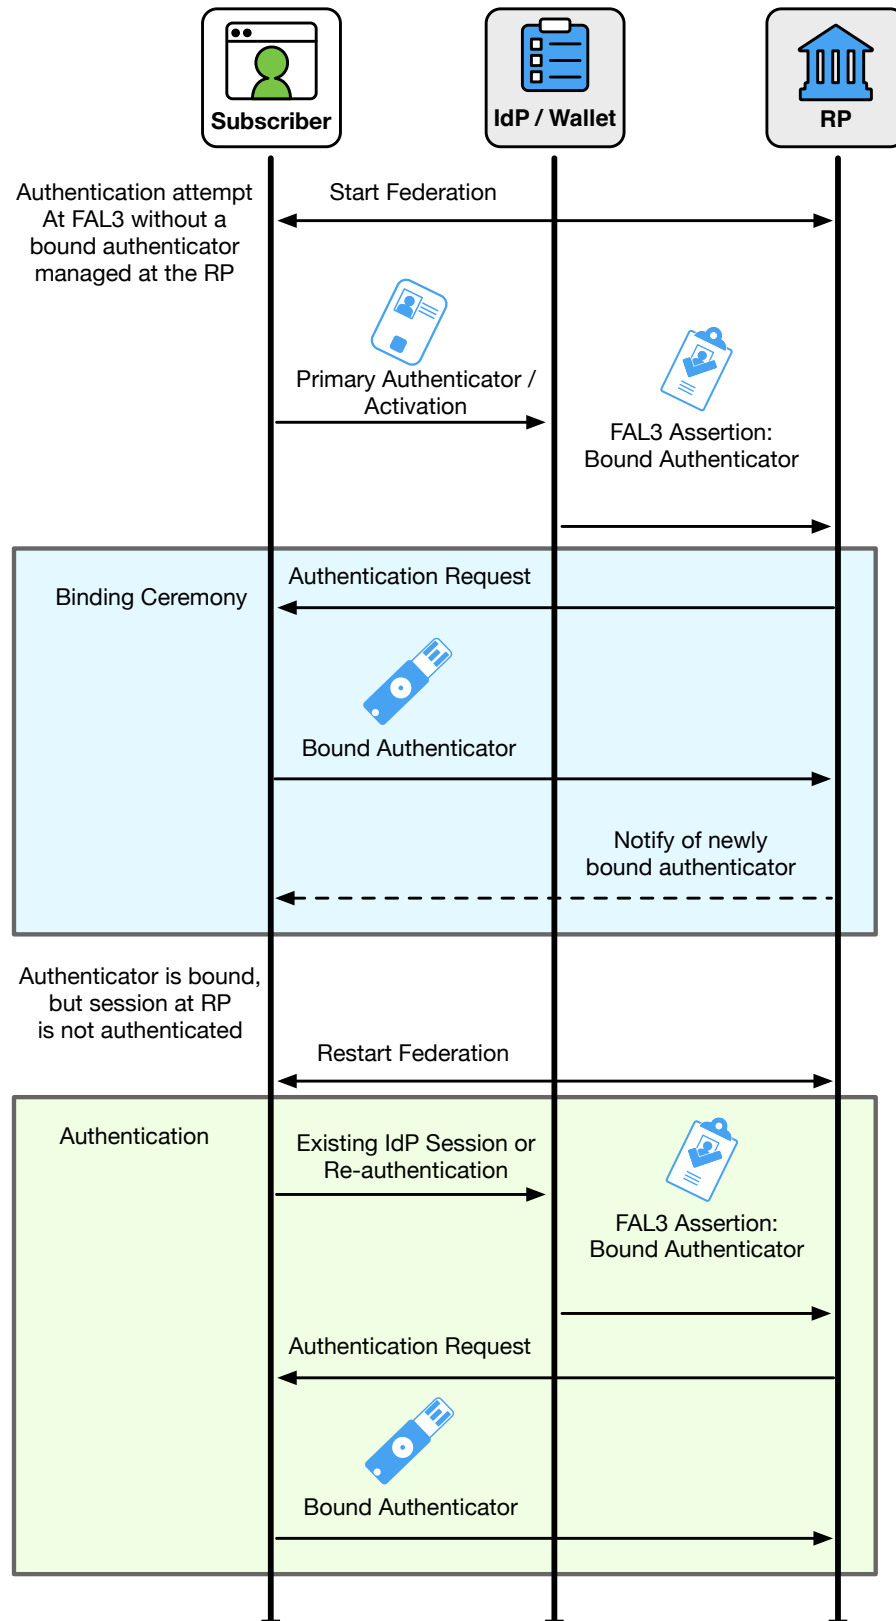 Subscriber
IdP / Wallet
RP
Authentication attempt
At FAL3 without a
bound authenticator
managed at the RP
Start Federation
Primary Authenticator /
Activation
FAL3 Assertion:
Bound Authenticator
Binding Ceremony
Authentication Request
Bound Authenticator
Notify of newly
bound authenticator
Authenticator is bound,
but session at RP
is not authenticated
Restart Federation
Authentication
Existing IdP Session or
Re-authentication
FAL3 Assertion:
Bound Authenticator
Authentication Request
Bound Authenticator